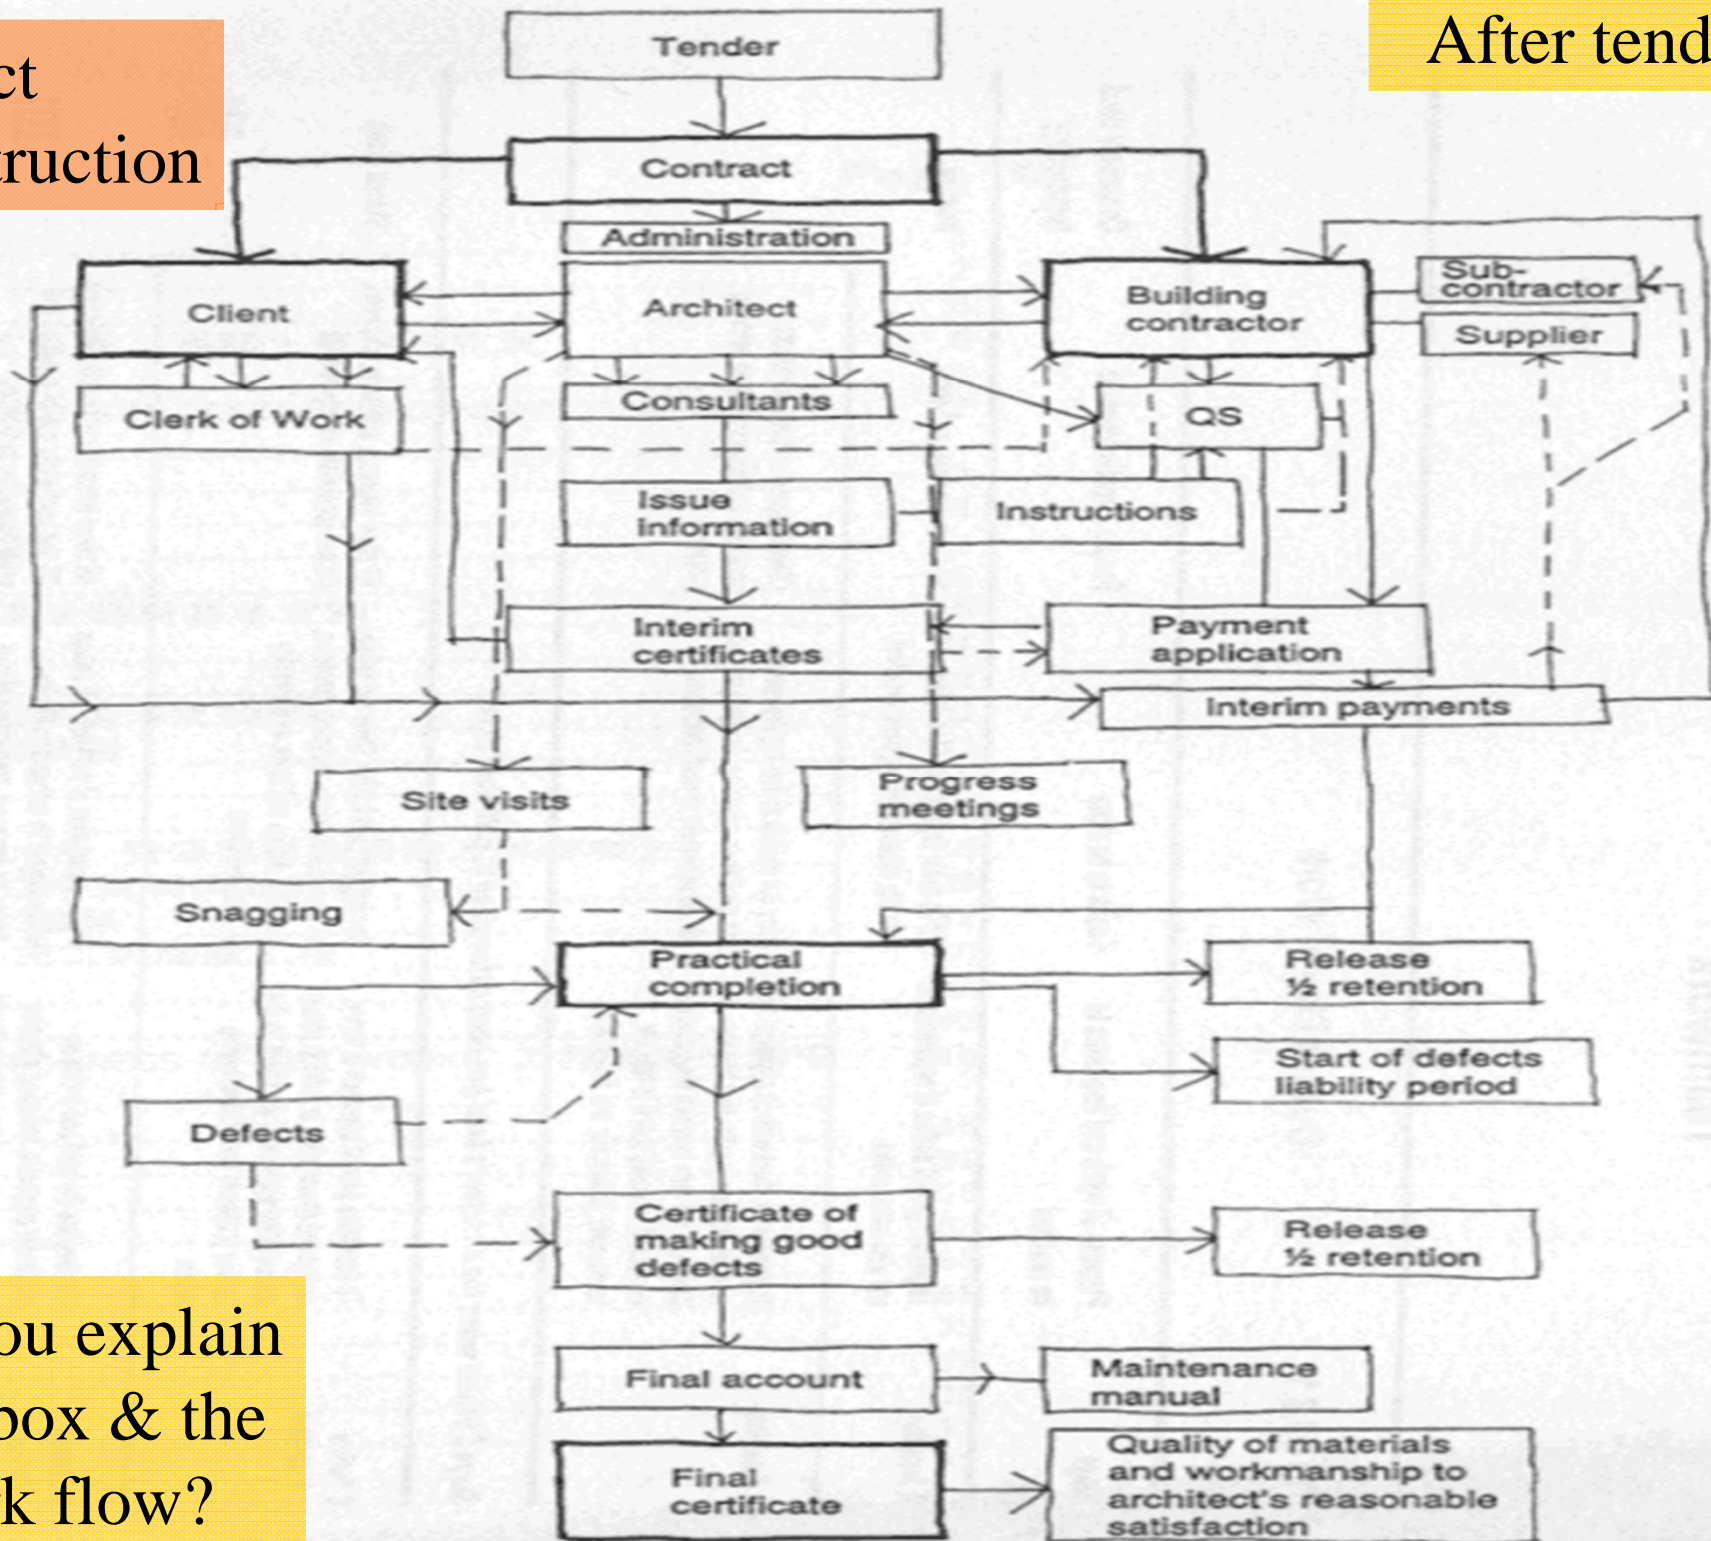 ct
truction
After tend
Tender
Contract
Administration
Client
Architect
Building
contractor
Sub-
contractor
Supplier
Clerk of Work
Consultants
QS
Issue
information
Instructions
Interim
certificates
Payment
application
Interim payments
Site visits
Progress
meetings
Snagging
Practical
completion
Release
½ retention
Start of defects
liability period
Defects
Certificate of
making good
defects
Release
½ retention
ou explain
box & the
k flow?
Final account
Maintenance
manual
Final
certificate
Quality of materials
and workmanship to
architect's reasonable
satisfaction